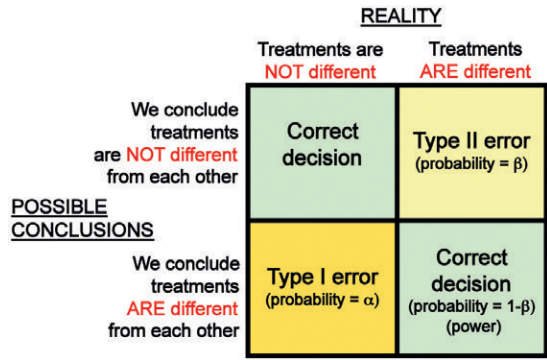 REALITY
Treatments are
NOT different
Treatments
ARE different
We conclude
treatments
are NOT different
from each other
Correct
decision
Type II error
(probability = β)
POSSIBLE
CONCLUSIONS
We conclude
treatments
ARE different
from each other
Type I error
(probability = α)
Correct
decision
(probability = 1-β)
(power)